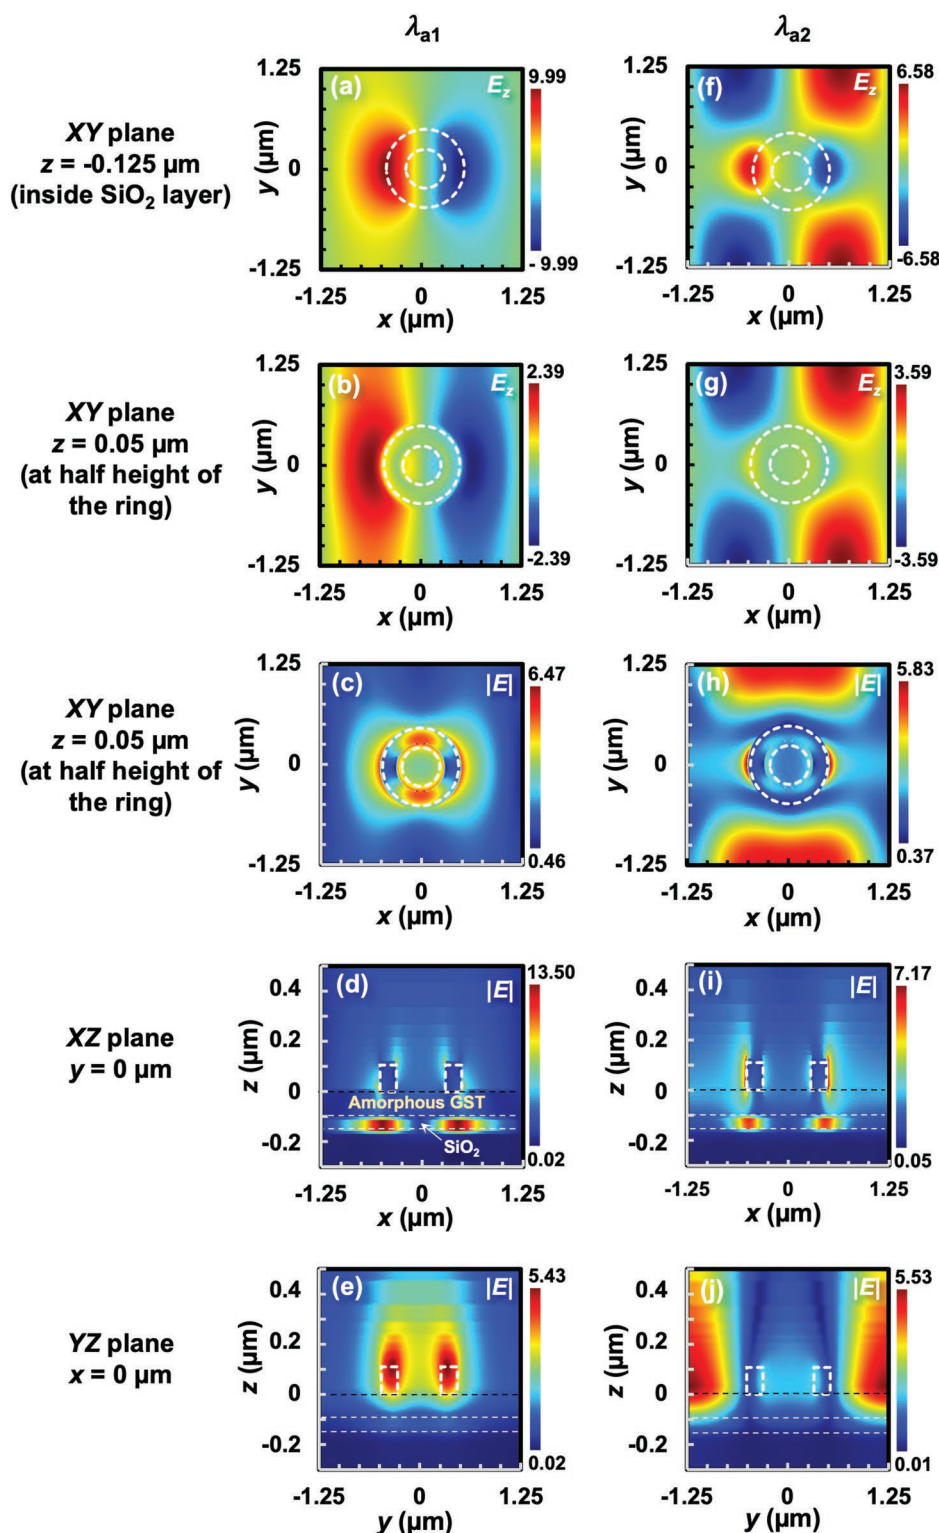 λa1
λa2
XY plane
z = -0.125 µm
(inside SiO2 layer)
1.25
0
-1.25
y (µm)
(a)
Ez
9.99
- 9.99
-1.25 0 1.25
x (µm)
1.25
0
-1.25
y (µm)
(f)
Ez
6.58
-6.58
-1.25 0 1.25
x (µm)
XY plane
z = 0.05 µm
(at half height of
the ring)
1.25
0
-1.25
y (µm)
(b)
Ez
2.39
-2.39
-1.25 0 1.25
x (µm)
1.25
0
-1.25
y (µm)
(g)
Ez
3.59
-3.59
-1.25 0 1.25
x (µm)
XY plane
z = 0.05 µm
(at half height of
the ring)
1.25
0
-1.25
y (µm)
(c)
|E|
6.47
0.46
-1.25 0 1.25
x (µm)
1.25
0
-1.25
y (µm)
(h)
|E|
5.83
0.37
-1.25 0 1.25
x (µm)
XZ plane
y = 0 µm
0.4
0.2
0
-0.2
z (µm)
(d)
|E|
Amorphous GST
SiO2
13.50
0.02
-1.25 0 1.25
x (µm)
0.4
0.2
0
-0.2
z (µm)
(i)
|E|
7.17
0.05
-1.25 0 1.25
x (µm)
YZ plane
x = 0 µm
0.4
0.2
0
-0.2
z (µm)
(e)
|E|
5.43
0.02
-1.25 0 1.25
y (µm)
0.4
0.2
0
-0.2
z (µm)
(j)
|E|
5.53
0.01
-1.25 0 1.25
y (µm)